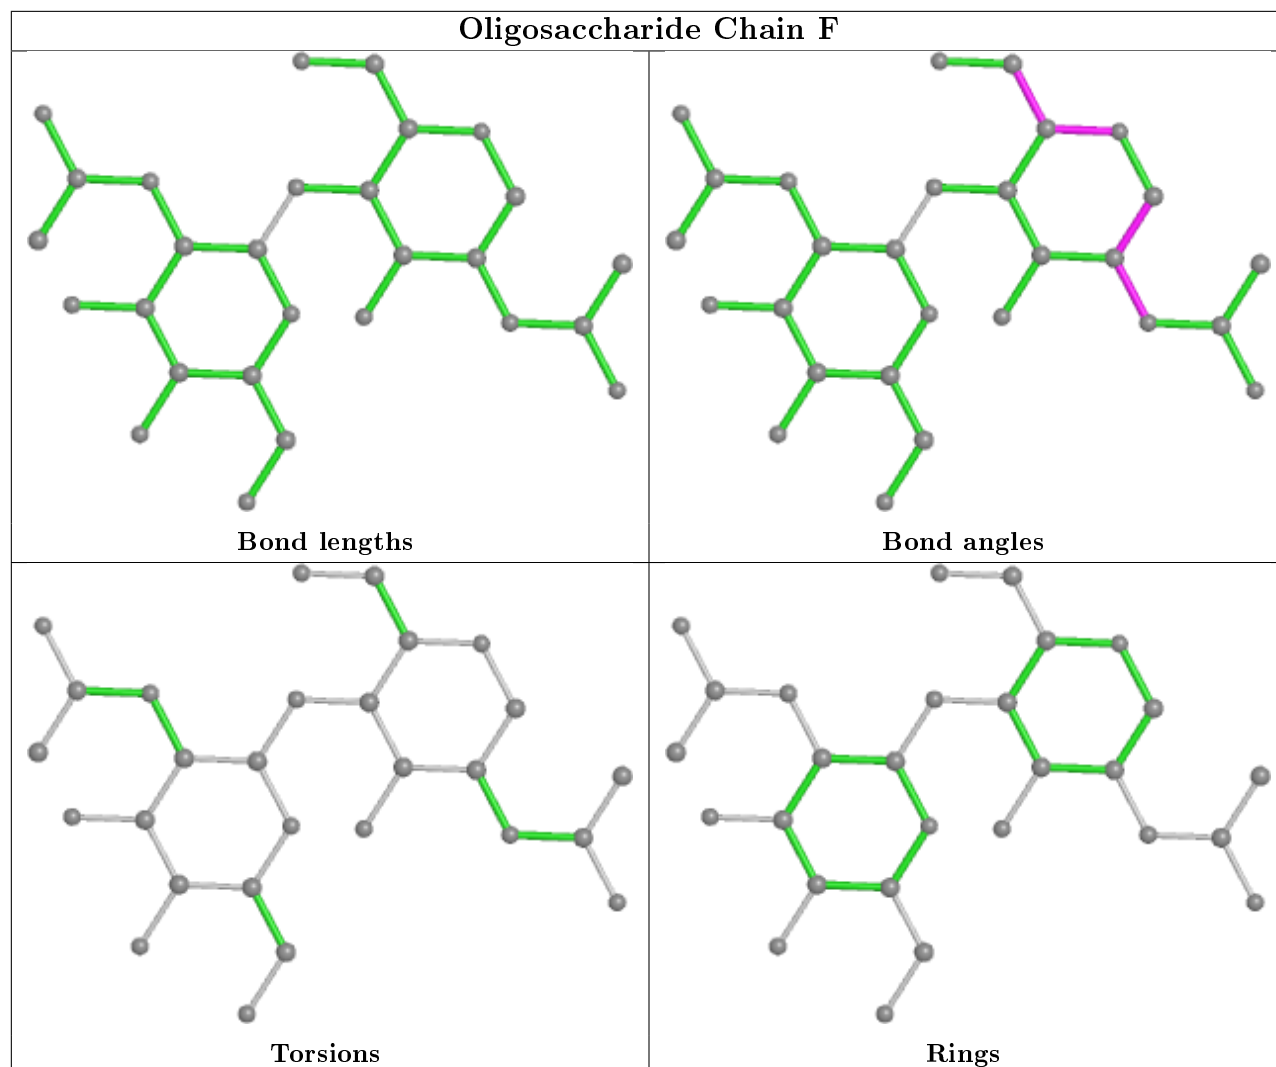 Oligosaccharide Chain F
Bond lengths
Bond angles
Torsions
Rings